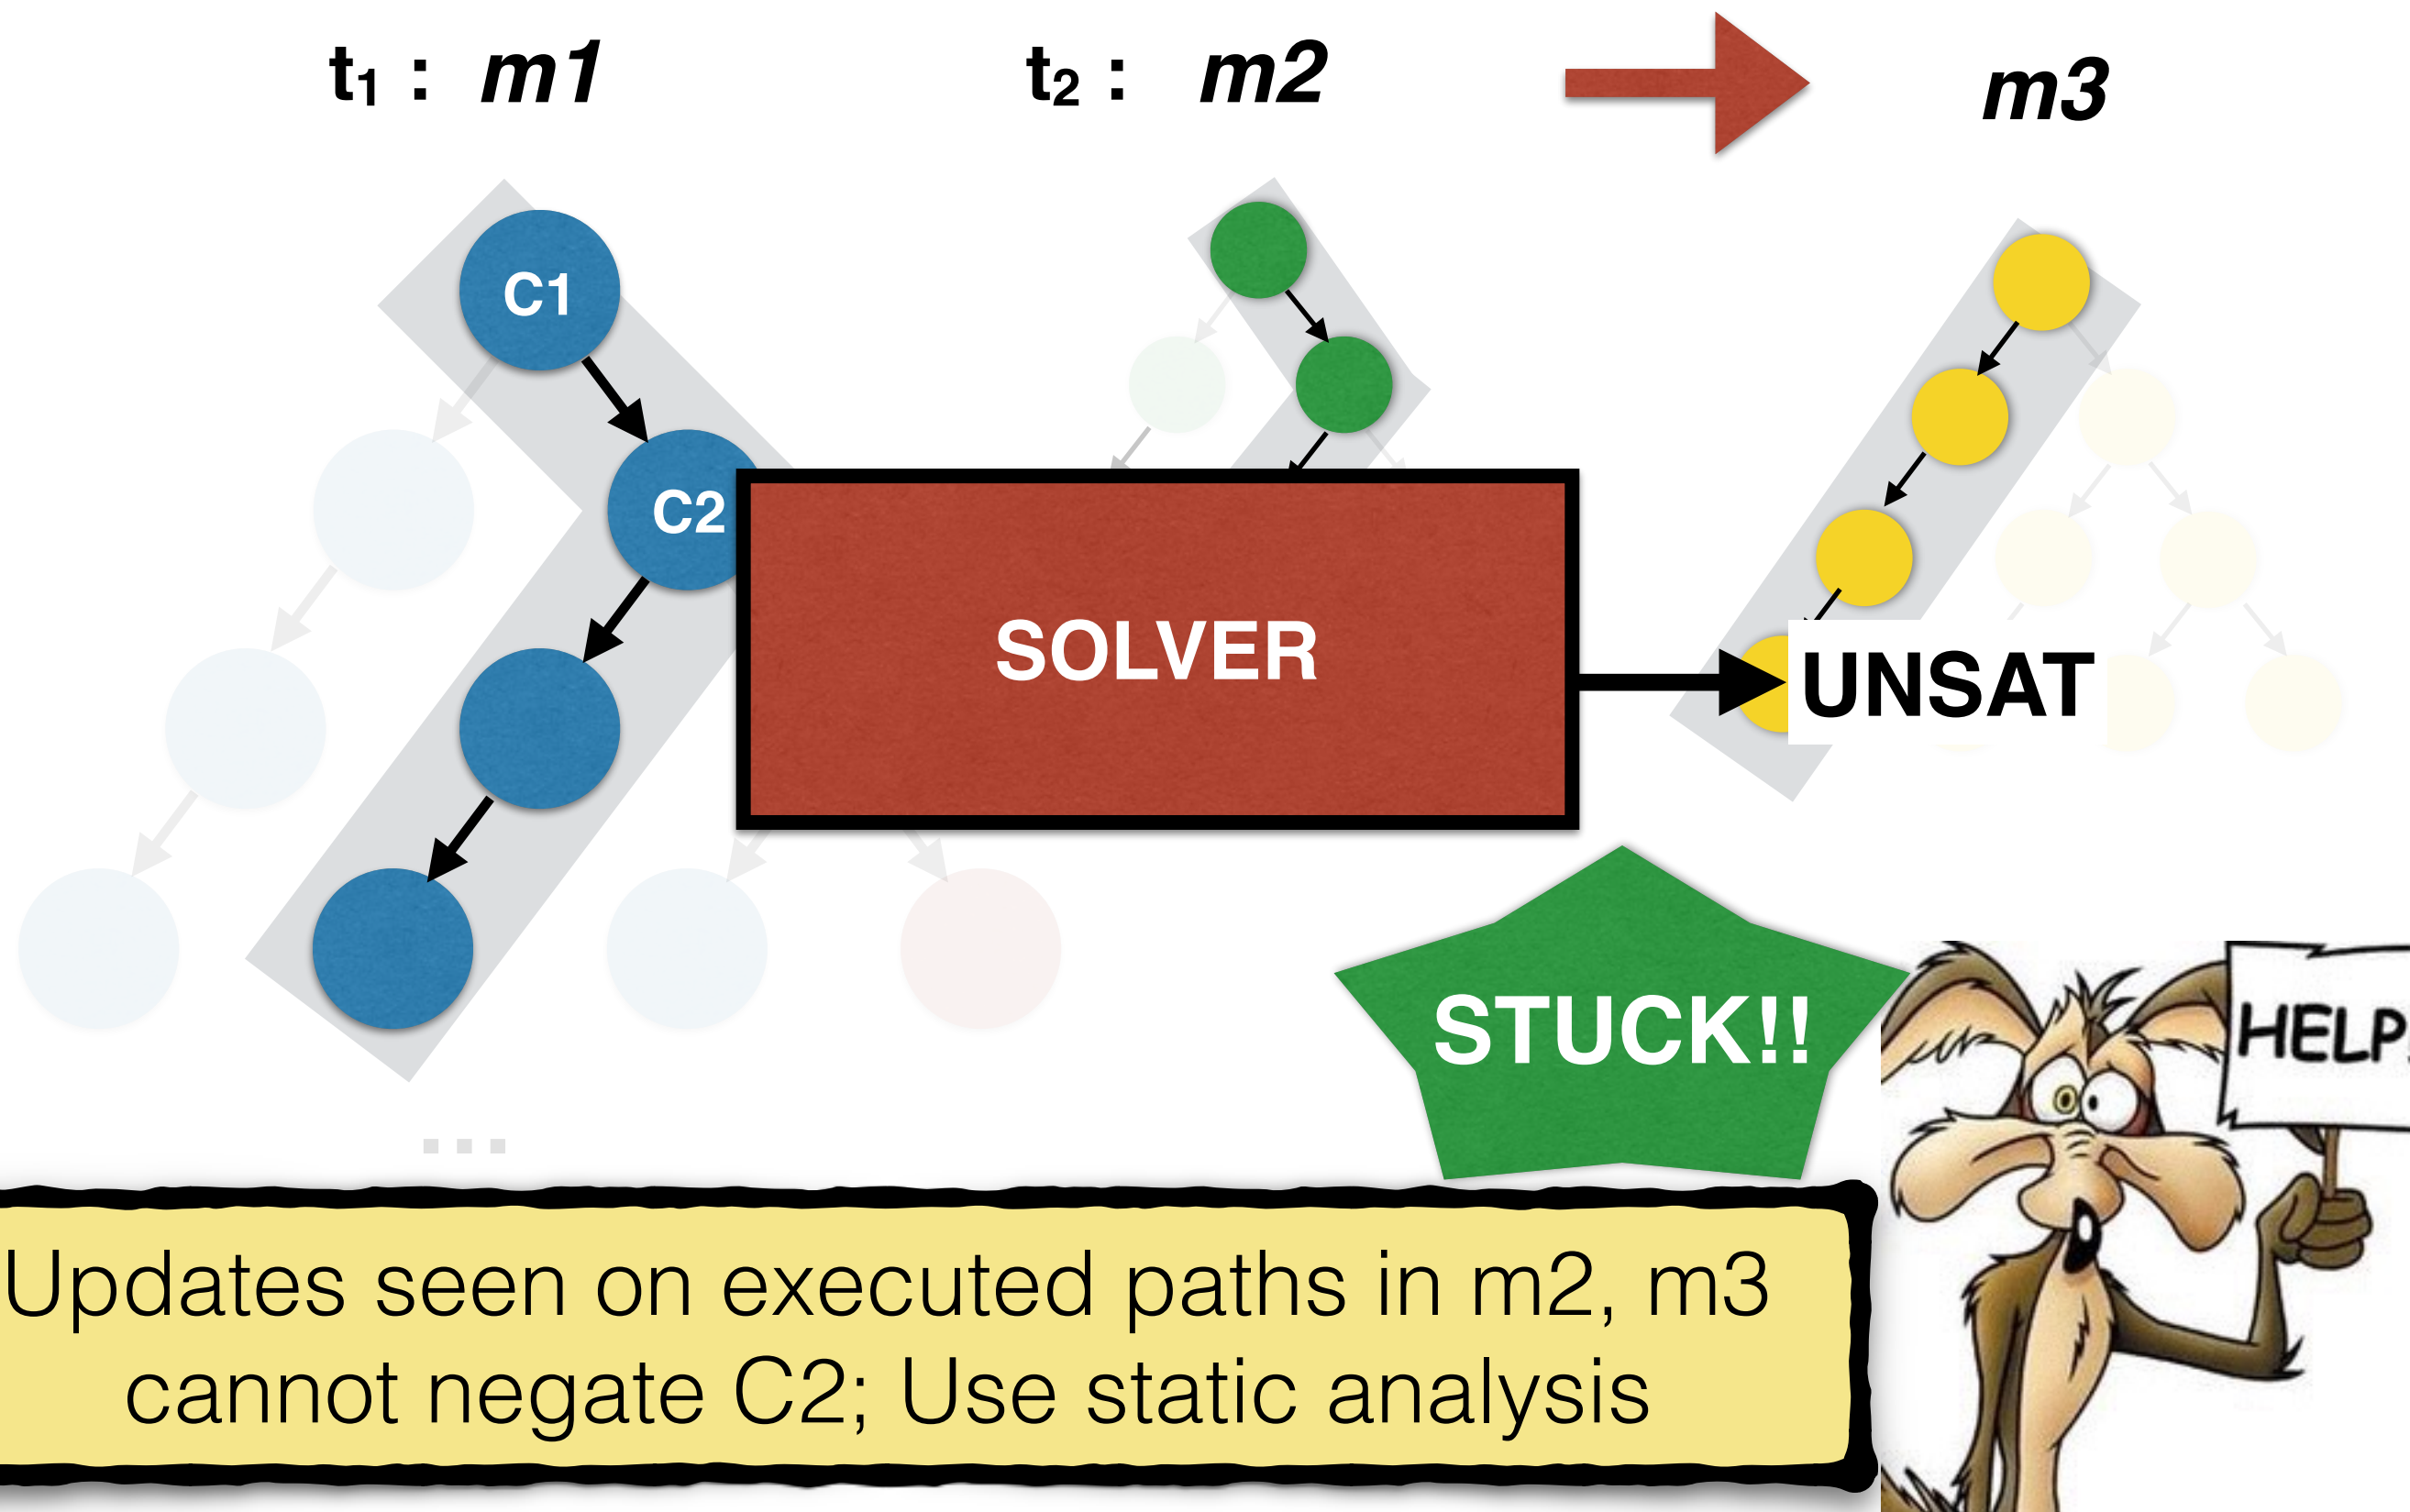 t₁ : m1
t₂ : m2
m3
C1
C2
SOLVER
UNSAT
STUCK!!
HELP!
...
Updates seen on executed paths in m2, m3
cannot negate C2; Use static analysis